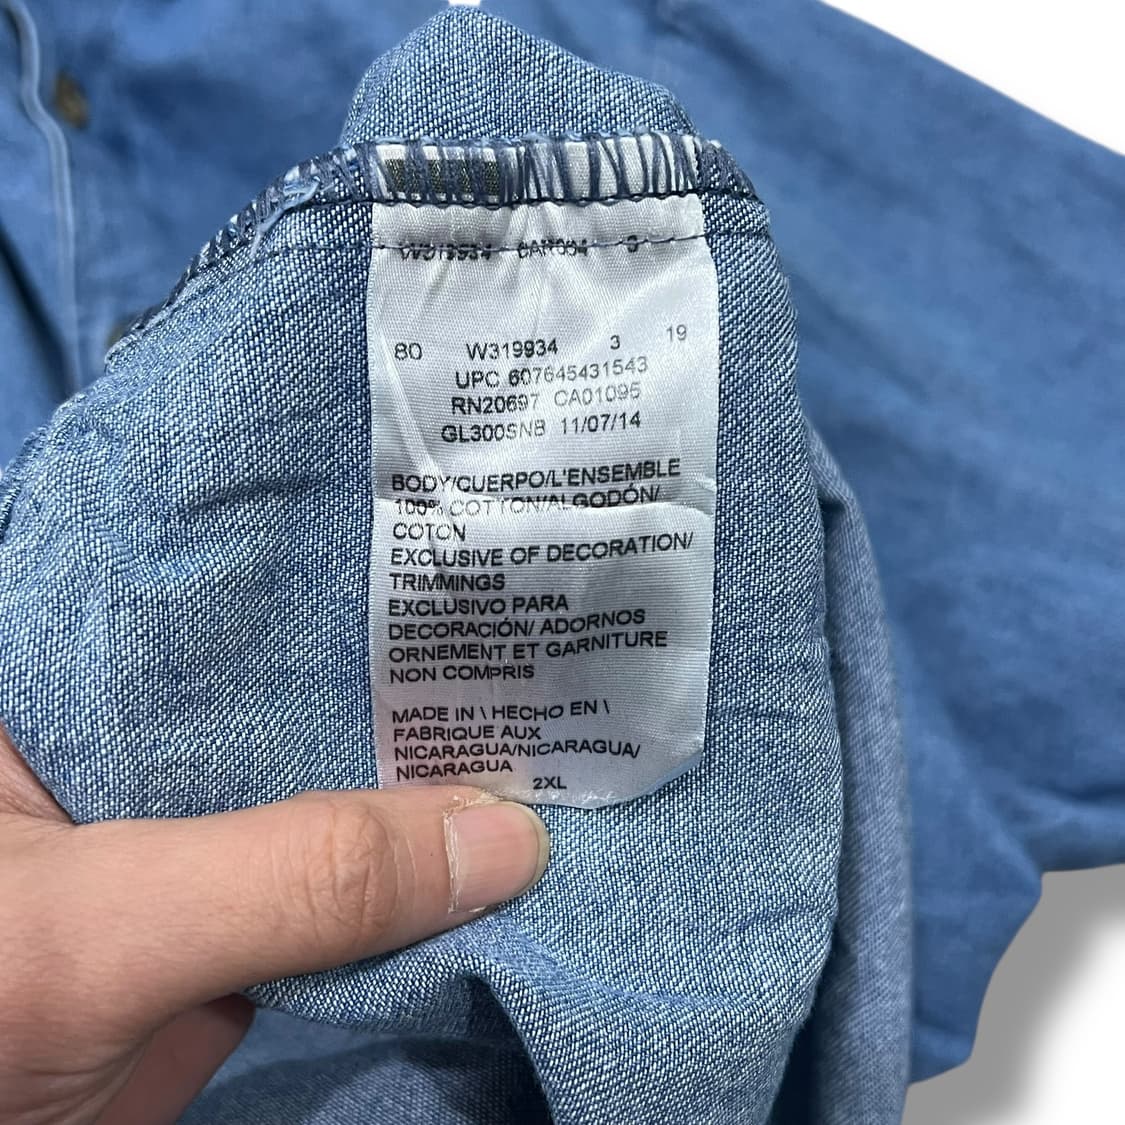 80 W319934 3 19
UPC 607645431543
RN20697 CA01095
GL300SNB 11/07/14
BODY/CUERPO/L'ENSEMBLE
100% COTTON/ALGODÓN/
COTON
EXCLUSIVE OF DECORATION/
TRIMMINGS
EXCLUSIVO PARA
DECORACIÓN/ ADORNOS
ORNEMENT ET GARNITURE
NON COMPRIS
MADE IN \ HECHO EN \
FABRIQUE AUX
NICARAGUA/NICARAGUA/
NICARAGUA
2XL